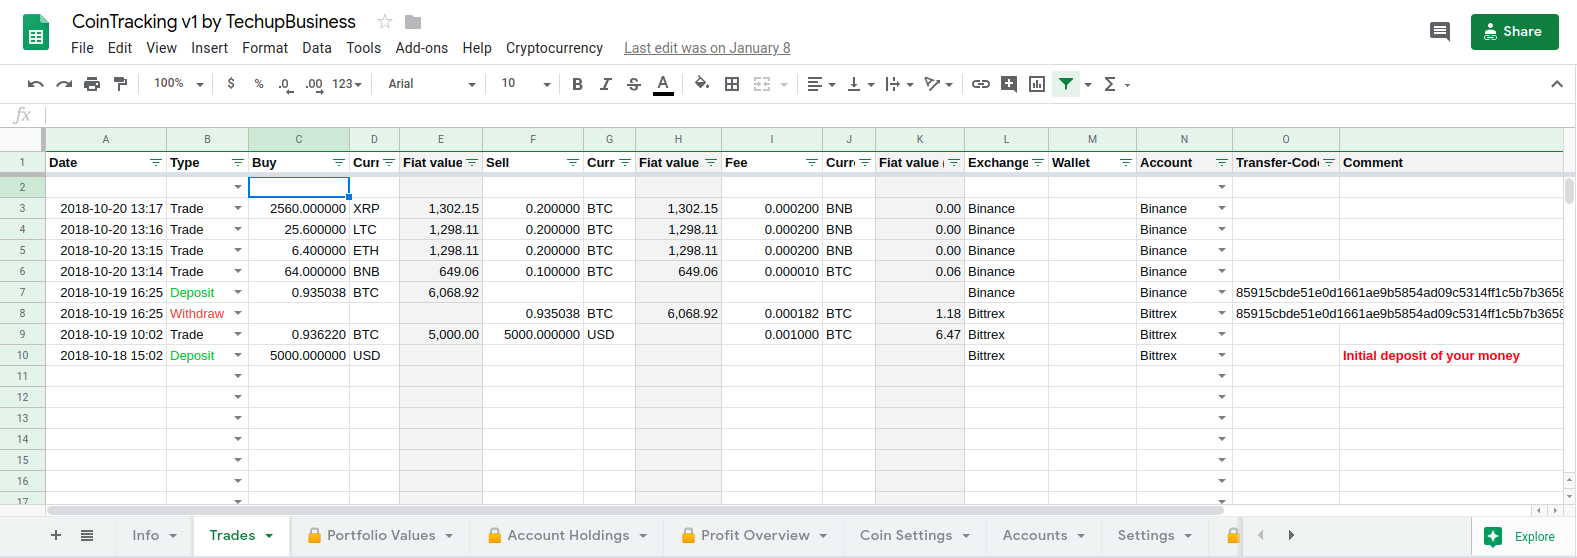 CoinTracking v1 by TechupBusiness
File Edit View Insert Format Data Tools Add-ons Help Cryptocurrency Last edit was on January 8
Share
100% $ % .0 .00 123 Arial 10 B I S A Σ
fx
A B C D E F G H I J K L M N O
1 Date Type Buy Curr Fiat value Sell Curr Fiat value Fee Curr Fiat value ( Exchange Wallet Account Transfer-Code Comment
2
3 2018-10-20 13:17 Trade 2560.000000 XRP 1,302.15 0.200000 BTC 1,302.15 0.000200 BNB 0.00 Binance Binance
4 2018-10-20 13:16 Trade 25.600000 LTC 1,298.11 0.200000 BTC 1,298.11 0.000200 BNB 0.00 Binance Binance
5 2018-10-20 13:15 Trade 6.400000 ETH 1,298.11 0.200000 BTC 1,298.11 0.000200 BNB 0.00 Binance Binance
6 2018-10-20 13:14 Trade 64.000000 BNB 649.06 0.100000 BTC 649.06 0.000010 BTC 0.06 Binance Binance
7 2018-10-19 16:25 Deposit 0.935038 BTC 6,068.92 Binance Binance 85915cbde51e0d1661ae9b5854ad09c5314ff1c5b7b3658
8 2018-10-19 16:25 Withdraw 0.935038 BTC 6,068.92 0.000182 BTC 1.18 Bittrex Bittrex 85915cbde51e0d1661ae9b5854ad09c5314ff1c5b7b3658
9 2018-10-19 10:02 Trade 0.936220 BTC 5,000.00 5000.000000 USD 0.001000 BTC 6.47 Bittrex Bittrex
10 2018-10-18 15:02 Deposit 5000.000000 USD Bittrex Bittrex Initial deposit of your money
11
12
13
14
15
16
17
+ Info Trades Portfolio Values Account Holdings Profit Overview Coin Settings Accounts Settings Explore